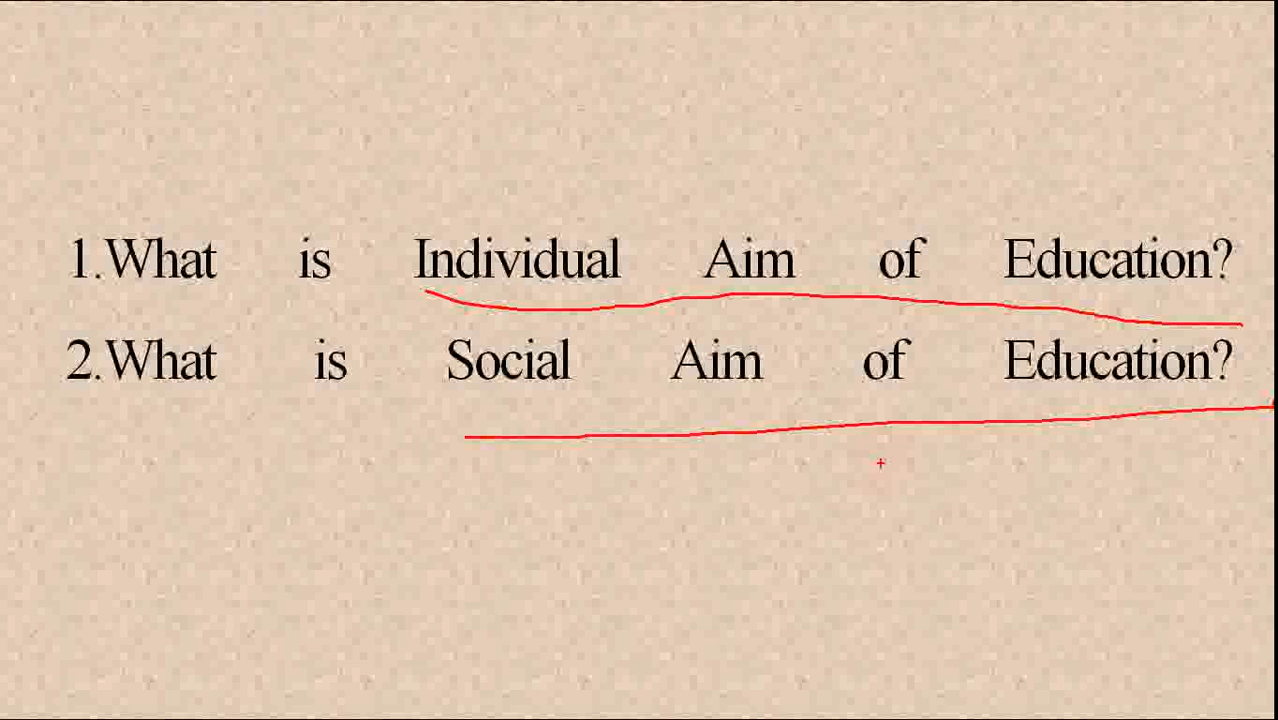 1.What is Individual Aim of Education?
2.What is Social Aim of Education?